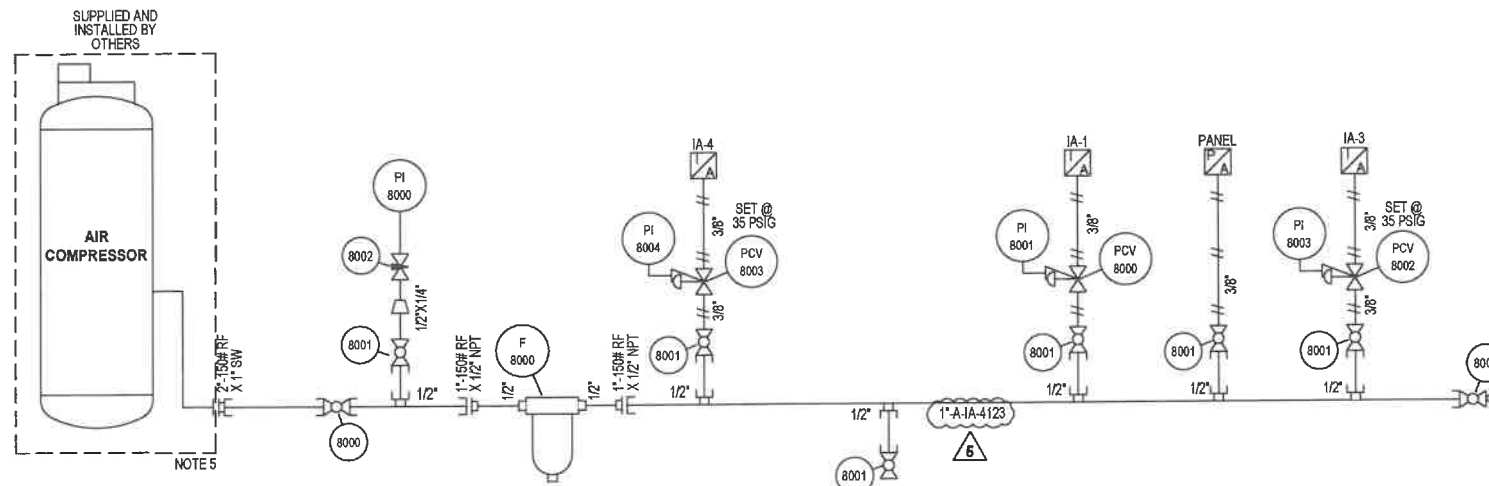 SUPPLIED AND
INSTALLED BY
OTHERS
AIR
COMPRESSOR
NOTE 5
2"-150# RF
X 1" SW
8000
PI
8000
8002
1/2"X1/4"
8001
1/2"
1"-150# RF
X 1/2" NPT
1/2"
F
8000
1/2"
1"-150# RF
X 1/2" NPT
IA-4
I
A
3/8"
SET @
35 PSIG
PI
8004
PCV
8003
3/8"
8001
1/2"
1/2"
8001
1"-A-IA-4123
6
IA-1
I
A
3/8"
PI
8001
PCV
8000
8001
1/2"
PANEL
P
A
3/8"
8001
1/2"
IA-3
I
A
3/8"
SET @
35 PSIG
PI
8003
PCV
8002
3/8"
8001
1/2"